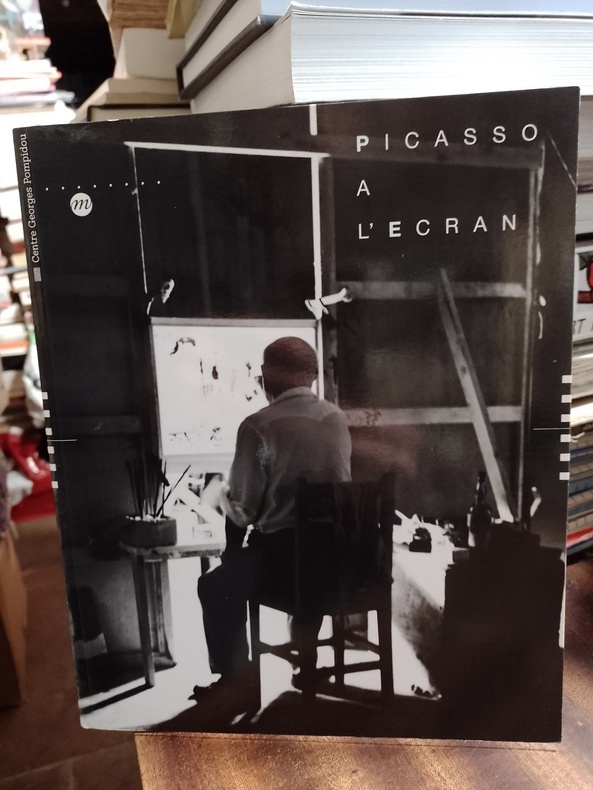 PICASSO
A
L'ECRAN
Centre Georges Pompidou
m